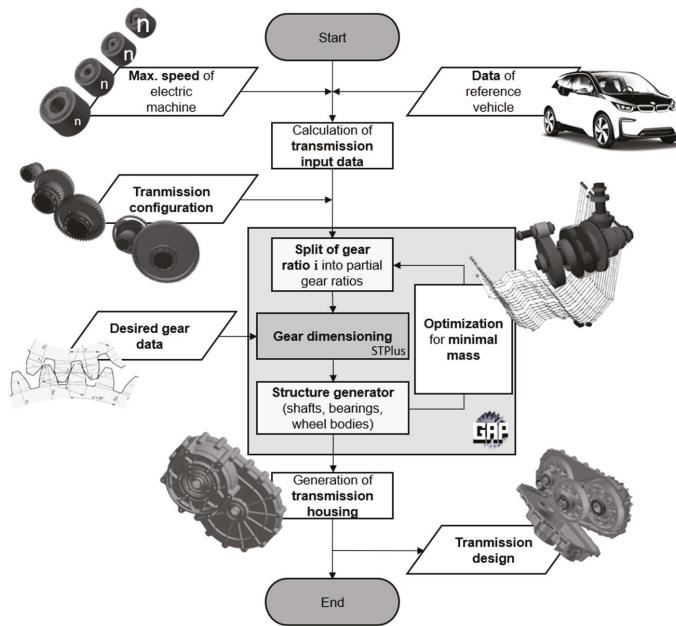 Start
n
n
n
n
Max. speed of
electric
machine
Data of
reference
vehicle
Calculation of
transmission
input data
Tranmission
configuration
Split of gear
ratio i into partial
gear ratios
Desired gear
data
Gear dimensioning
STPlus
Optimization
for minimal
mass
Structure generator
(shafts, bearings,
wheel bodies)
GAP
Generation of
transmission
housing
Tranmission
design
End